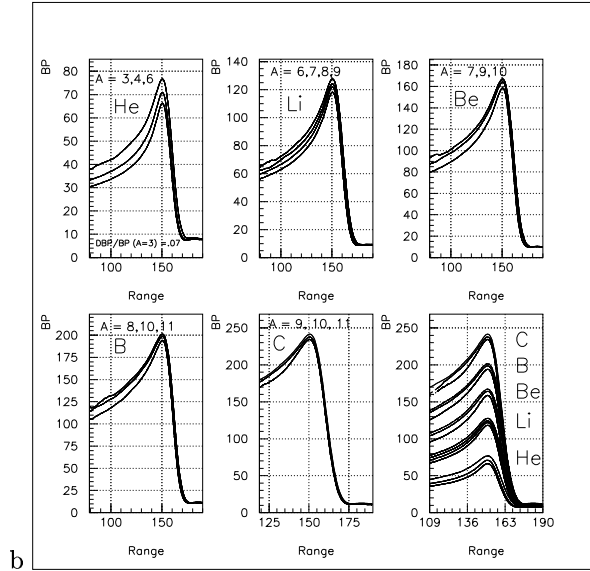 BP
80
70
60
50
40
30
20
10
0
A = 3,4,6
He
DBP/BP (A=3) =.07
100
150
Range
BP
140
120
100
80
60
40
20
0
A = 6,7,8,9
Li
100
150
Range
BP
180
160
140
120
100
80
60
40
20
0
A = 7,9,10
Be
100
150
Range
BP
200
175
150
125
100
75
50
25
0
A = 8,10,11
B
100
150
Range
BP
250
200
150
100
50
0
A = 9, 10, 11
C
125
150
175
Range
BP
250
200
150
100
50
0
C
B
Be
Li
He
109
136
163
190
Range
b